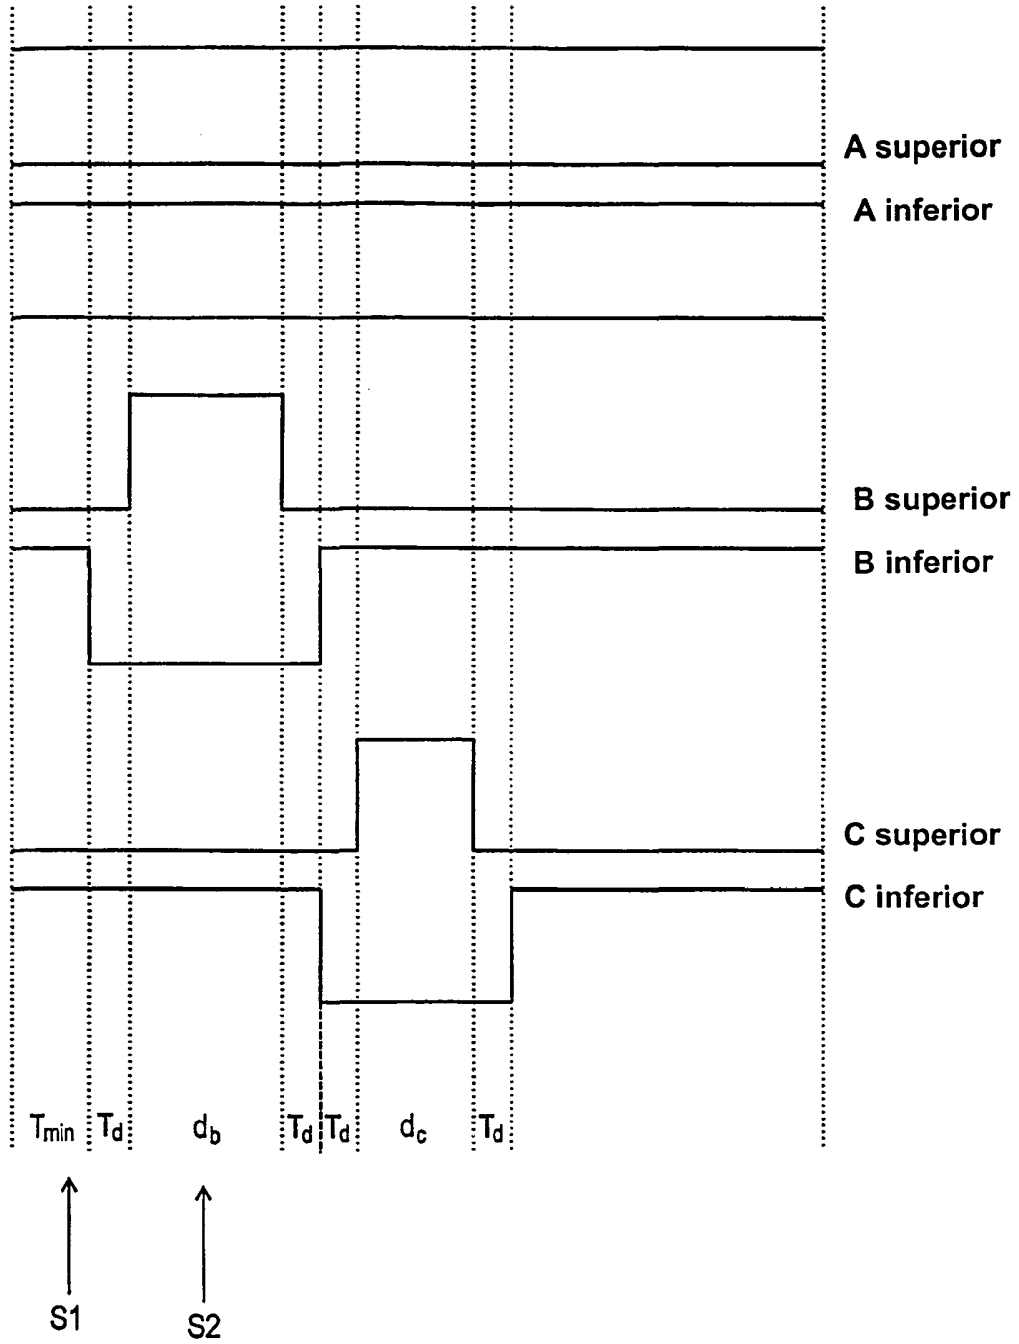 A superior
A inferior
B superior
B inferior
C superior
C inferior
Tmin Td db Td Td dc Td
S1
S2